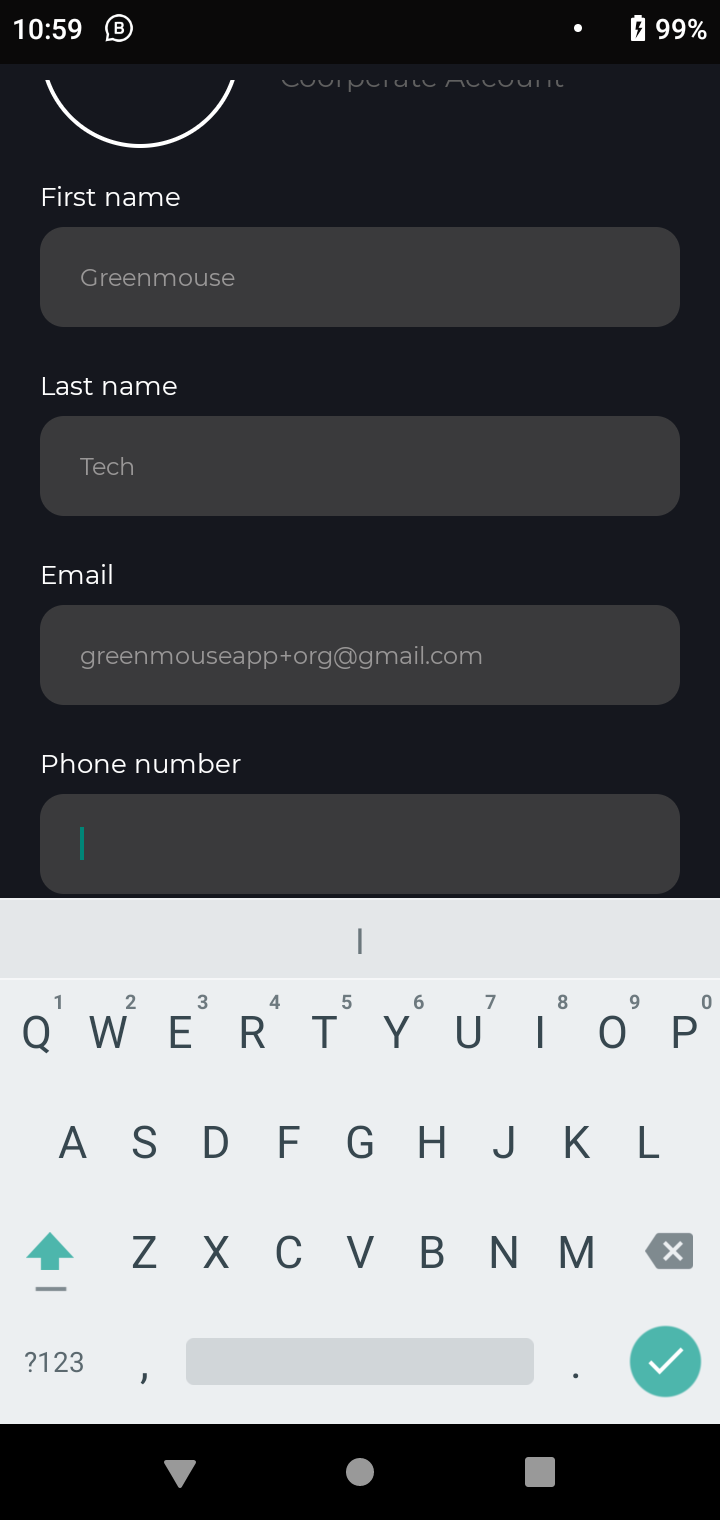 10:59 B 99%
Coorperate Account
First name
Greenmouse
Last name
Tech
Email
greenmouseapp+org@gmail.com
Phone number
I
1 2 3 4 5 6 7 8 9 0
Q W E R T Y U I O P
A S D F G H J K L
Z X C V B N M
?123 , .